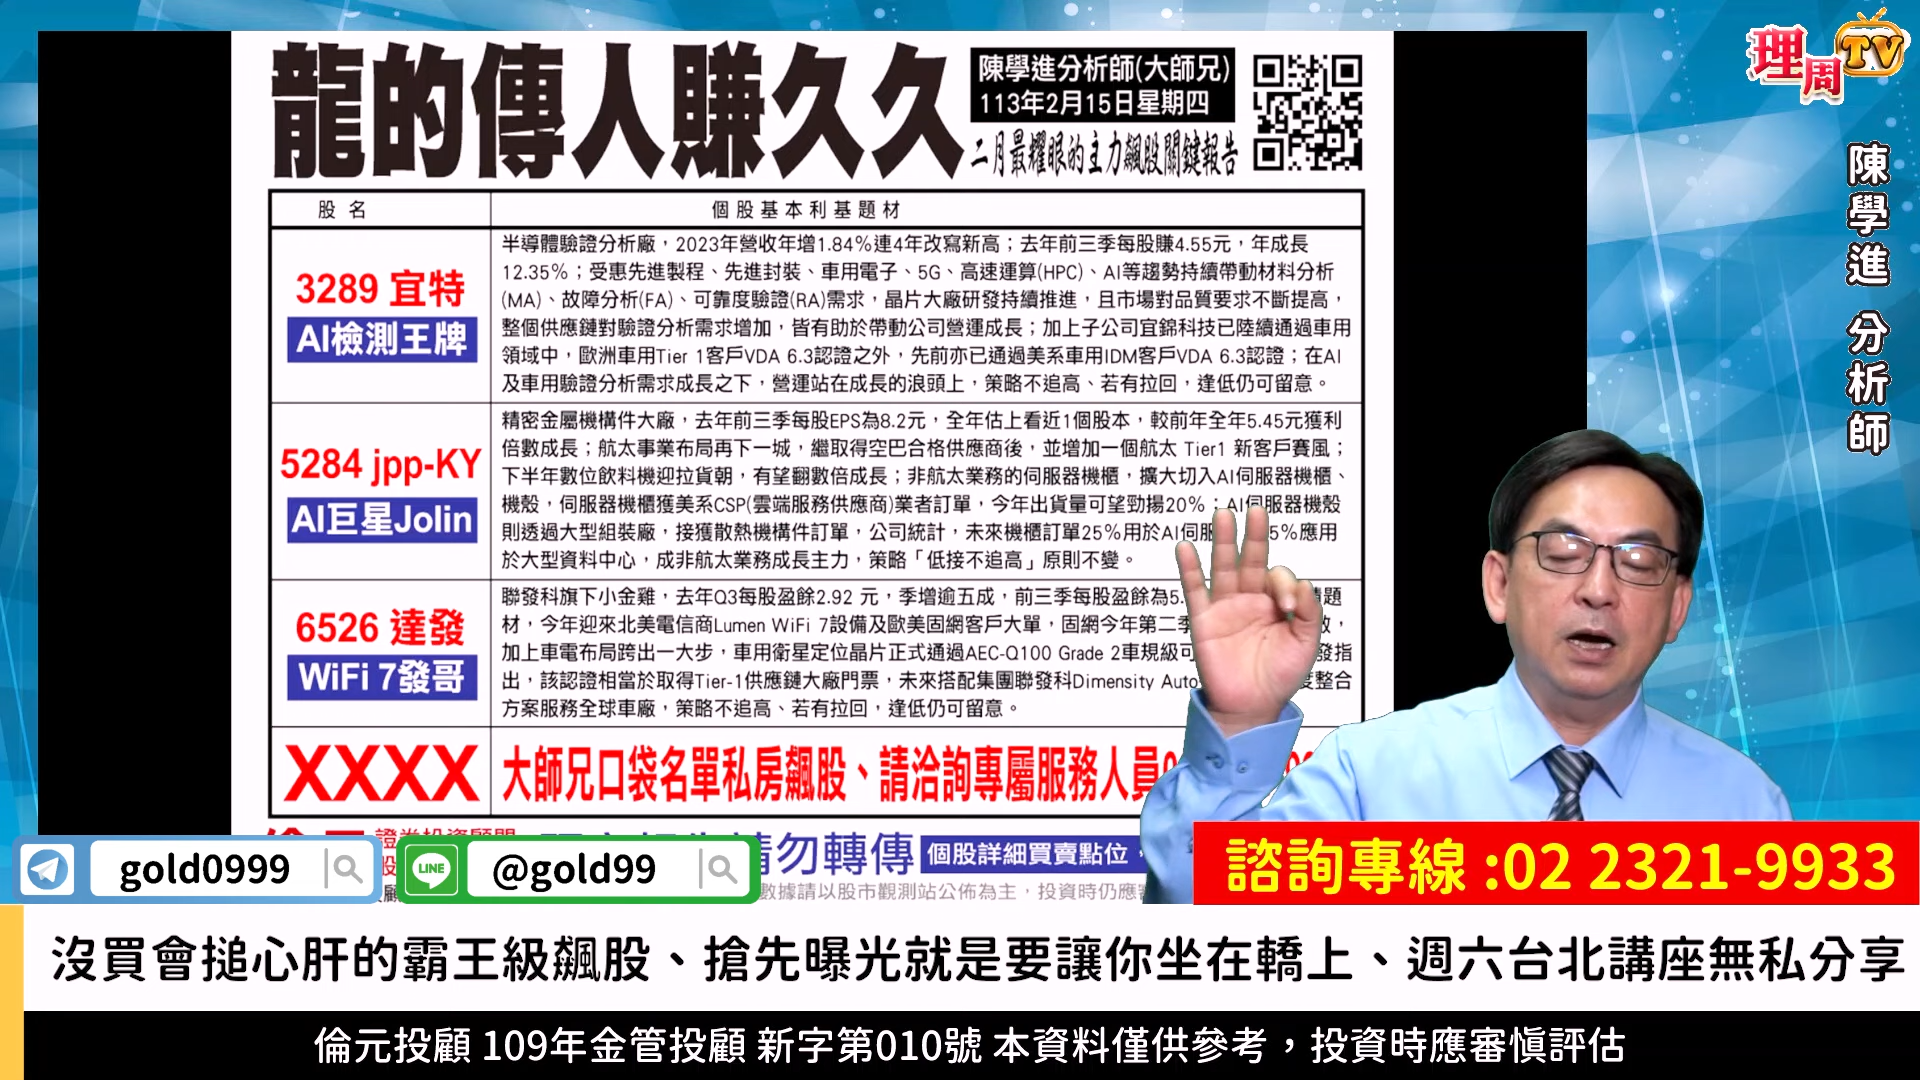 龍的傳人賺久久
陳學進分析師(大師兄)
113年2月15日星期四
二月最耀眼的主力飆股關鍵報告
理周TV
陳學進 分析師
股名 個股基本利基題材
3289 宜特
AI檢測王牌
半導體驗證分析廠，2023年營收年增1.84%連4年改寫新高；去年前三季每股賺4.55元，年成長
12.35%；受惠先進製程、先進封裝、車用電子、5G、高速運算(HPC)、AI等趨勢持續帶動材料分析
(MA)、故障分析(FA)、可靠度驗證(RA)需求，晶片大廠研發持續推進，且市場對品質要求不斷提高，
整個供應鏈對驗證分析需求增加，皆有助於帶動公司營運成長；加上子公司宜錦科技已陸續通過車用
領域中，歐洲車用Tier 1客戶VDA 6.3認證之外，先前亦已通過美系車用IDM客戶VDA 6.3認證；在AI
及車用驗證分析需求成長之下，營運站在成長的浪頭上，策略不追高、若有拉回，逢低仍可留意。
5284 jpp-KY
AI巨星Jolin
精密金屬機構件大廠，去年前三季每股EPS為8.2元，全年估上看近1個股本，較前年全年5.45元獲利
倍數成長；航太事業布局再下一城，繼取得空巴合格供應商後，並增加一個航太 Tier1 新客戶賽風；
下半年數位飲料機迎拉貨朝，有望翻數倍成長；非航太業務的伺服器機櫃，擴大切入AI伺服器機櫃、
機殼，伺服器機櫃獲美系CSP(雲端服務供應商)業者訂單，今年出貨量可望勁揚20%；AI伺服器機殼
則透過大型組裝廠，接獲散熱機構件訂單，公司統計，未來機櫃訂單25%用於AI伺服 5%應用
於大型資料中心，成非航太業務成長主力，策略「低接不追高」原則不變。
6526 達發
WiFi 7發哥
聯發科旗下小金雞，去年Q3每股盈餘2.92 元，季增逾五成，前三季每股盈餘為5. 題
材，今年迎來北美電信商Lumen WiFi 7設備及歐美固網客戶大單，固網今年第二季
加上車電布局跨出一大步，車用衛星定位晶片正式通過AEC-Q100 Grade 2車規級可 發指
出，該認證相當於取得Tier-1供應鏈大廠門票，未來搭配集團聯發科Dimensity Auto 度整合
方案服務全球車廠，策略不追高、若有拉回，逢低仍可留意。
XXXX 大師兄口袋名單私房飆股、請洽詢專屬服務人員
勿轉傳 個股詳細買賣點位，
數據請以股市觀測站公佈為主，投資時仍應
gold0999
LINE @gold99
諮詢專線 :02 2321-9933
沒買會搥心肝的霸王級飆股、搶先曝光就是要讓你坐在轎上、週六台北講座無私分享
倫元投顧 109年金管投顧 新字第010號 本資料僅供參考，投資時應審慎評估